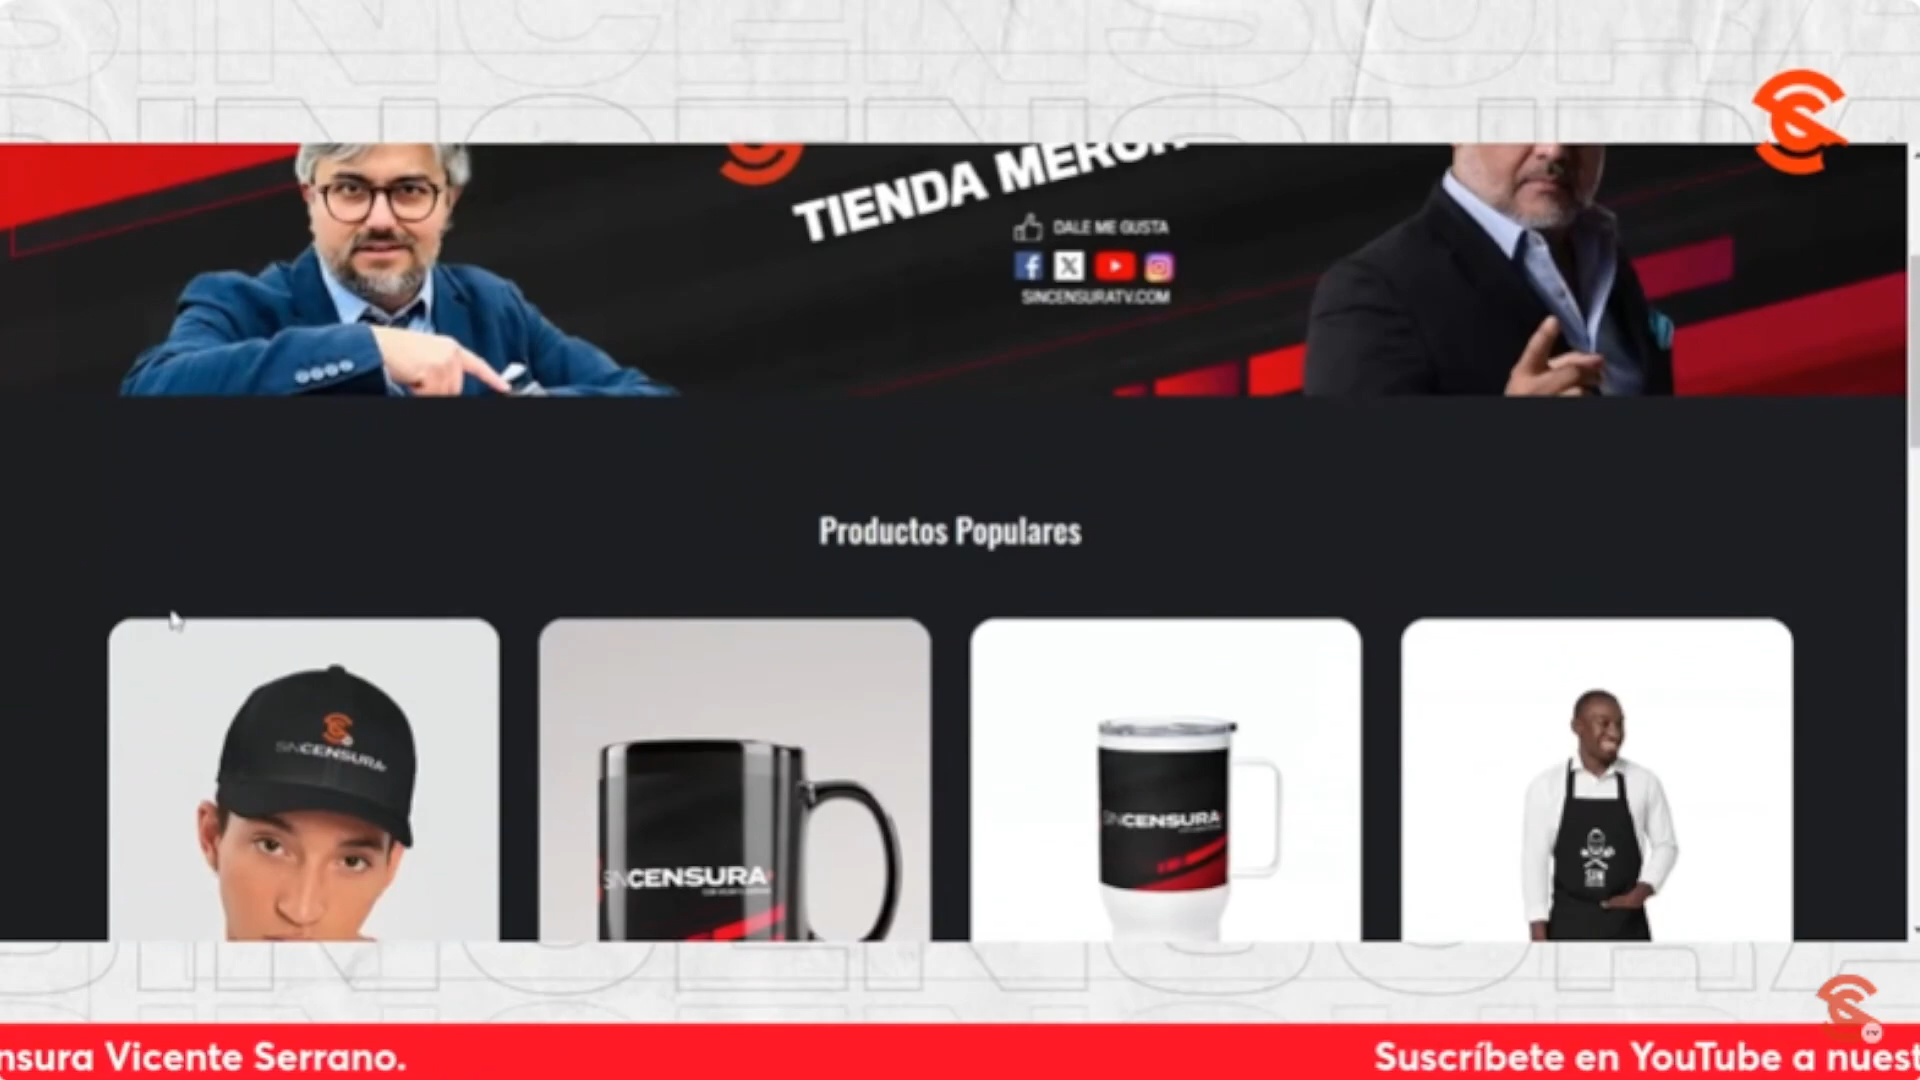 TIENDA MERCH
DALE ME GUSTA
SINCENSURATV.COM
Productos Populares
SINCENSURA
SINCENSURA
SINCENSURA
SIN
nsura Vicente Serrano.
Suscríbete en YouTube a nuest